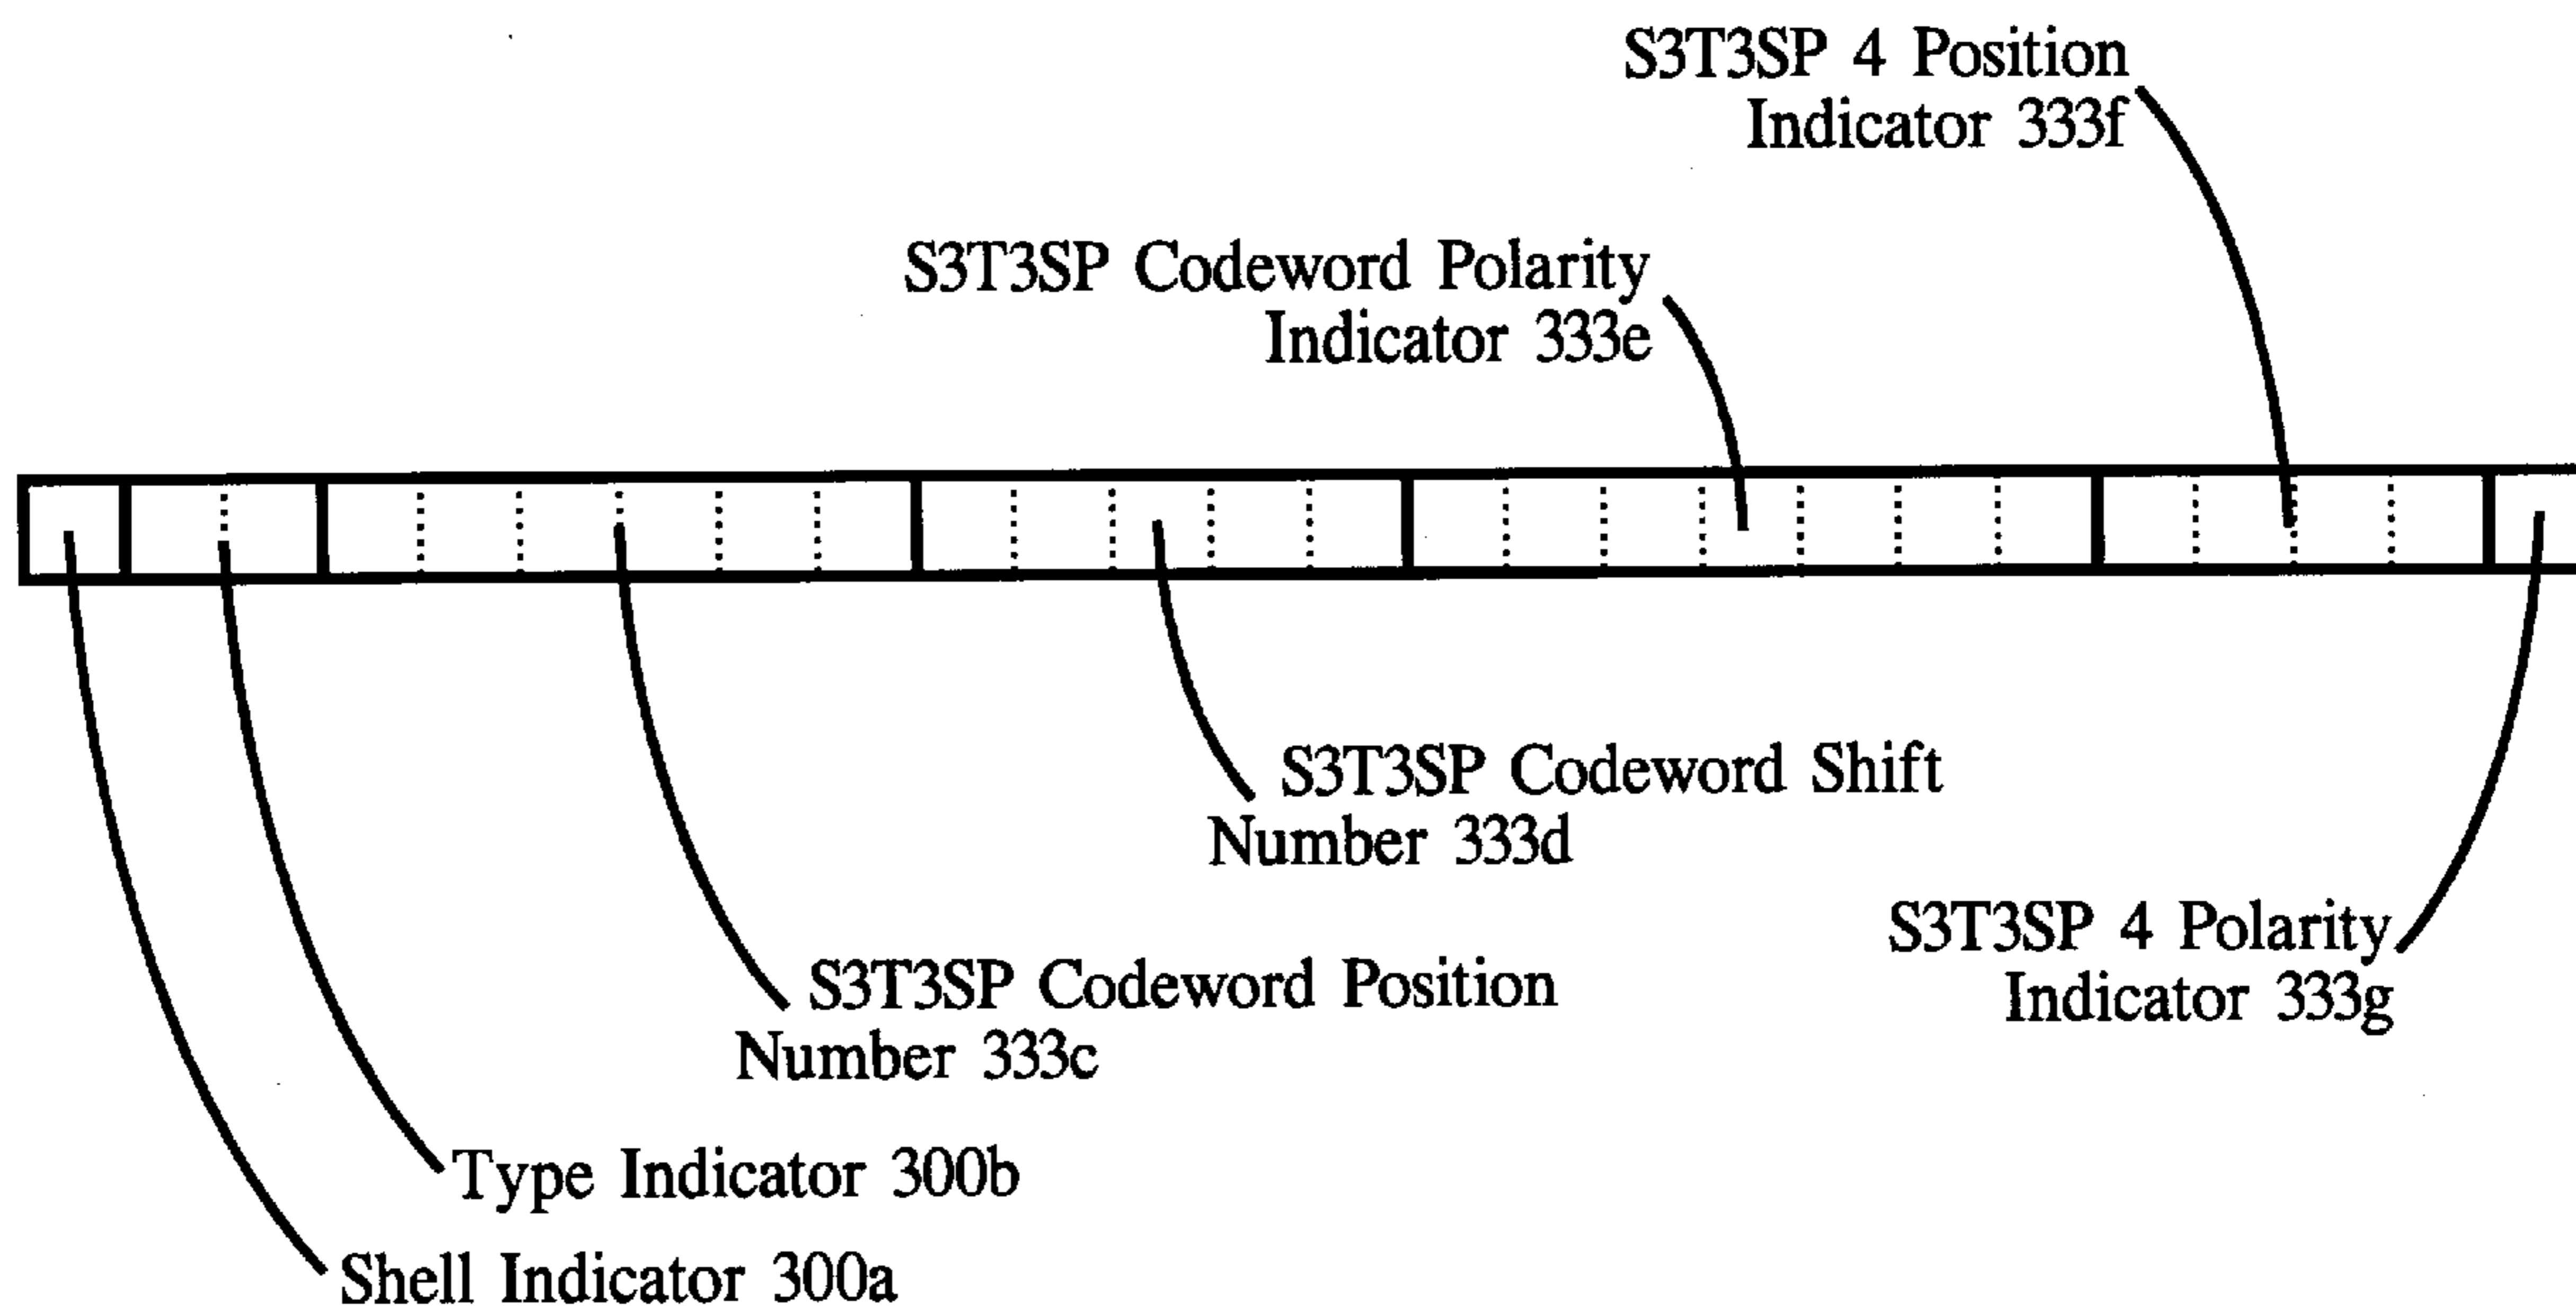 S3T3SP 4 Position
Indicator 333f
S3T3SP Codeword Polarity
Indicator 333e
S3T3SP Codeword Shift
Number 333d
S3T3SP 4 Polarity
Indicator 333g
S3T3SP Codeword Position
Number 333c
Type Indicator 300b
Shell Indicator 300a